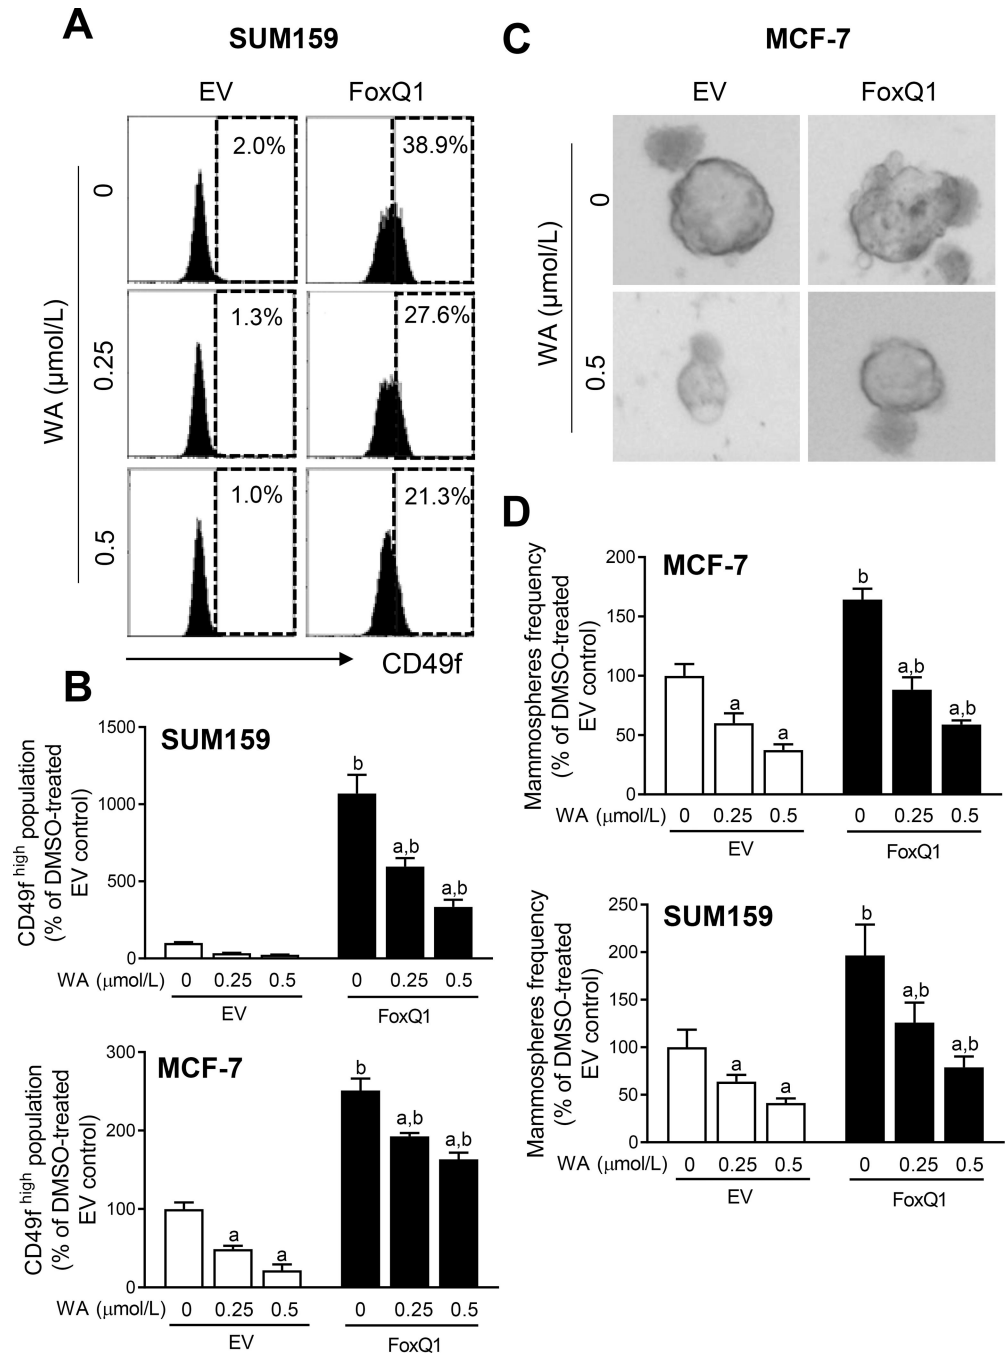 A
SUM159
EV FoxQ1
WA (μmol/L)
0
2.0% 38.9%
0.25
1.3% 27.6%
0.5
1.0% 21.3%
CD49f
B
SUM159
CD49f high population
(% of DMSO-treated
EV control)
1500
1000
500
0
b
a,b
a,b
WA (μmol/L) 0 0.25 0.5 0 0.25 0.5
EV FoxQ1
MCF-7
CD49f high population
(% of DMSO-treated
EV control)
300
200
100
0
a
a
b
a,b
a,b
WA (μmol/L) 0 0.25 0.5 0 0.25 0.5
EV FoxQ1
C
MCF-7
EV FoxQ1
WA (μmol/L)
0
0.5
D
MCF-7
Mammospheres frequency
(% of DMSO-treated
EV control)
200
150
100
50
0
a
a
b
a,b
a,b
WA (μmol/L) 0 0.25 0.5 0 0.25 0.5
EV FoxQ1
SUM159
Mammospheres frequency
(% of DMSO-treated
EV control)
250
200
150
100
50
0
a
a
b
a,b
a,b
WA (μmol/L) 0 0.25 0.5 0 0.25 0.5
EV FoxQ1